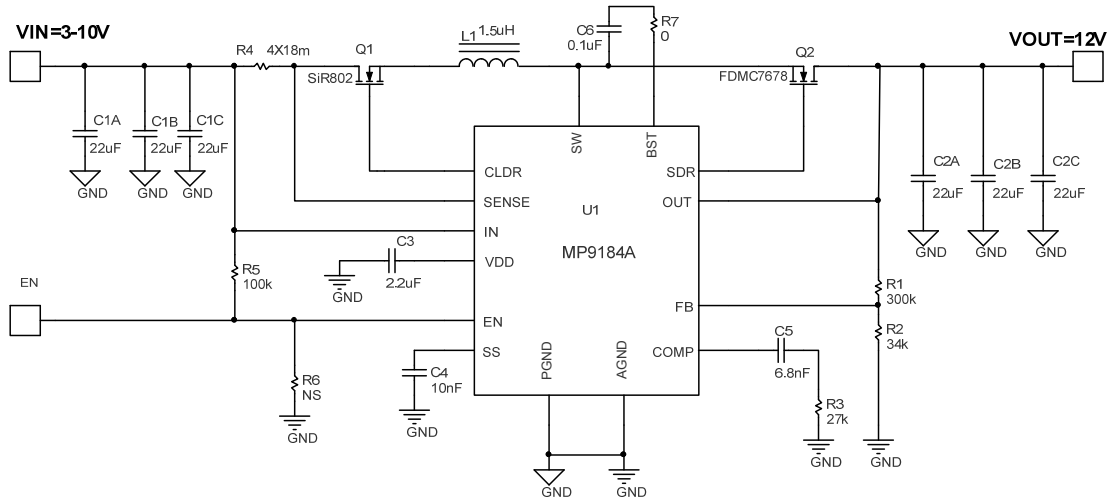 VIN=3-10V
R4
4X18m
Q1
SiR802
L1
1.5uH
C6
0.1uF
R7
0
Q2
FDMC7678
VOUT=12V
C1A
22uF
GND
C1B
22uF
GND
C1C
22uF
GND
SW
BST
CLDR
SENSE
IN
VDD
EN
SS
U1
MP9184A
SDR
OUT
FB
COMP
PGND
AGND
C2A
22uF
GND
C2B
22uF
GND
C2C
22uF
GND
C3
2.2uF
GND
R5
100k
EN
R6
NS
GND
C4
10nF
GND
R1
300k
R2
34k
GND
C5
6.8nF
R3
27k
GND
GND
GND